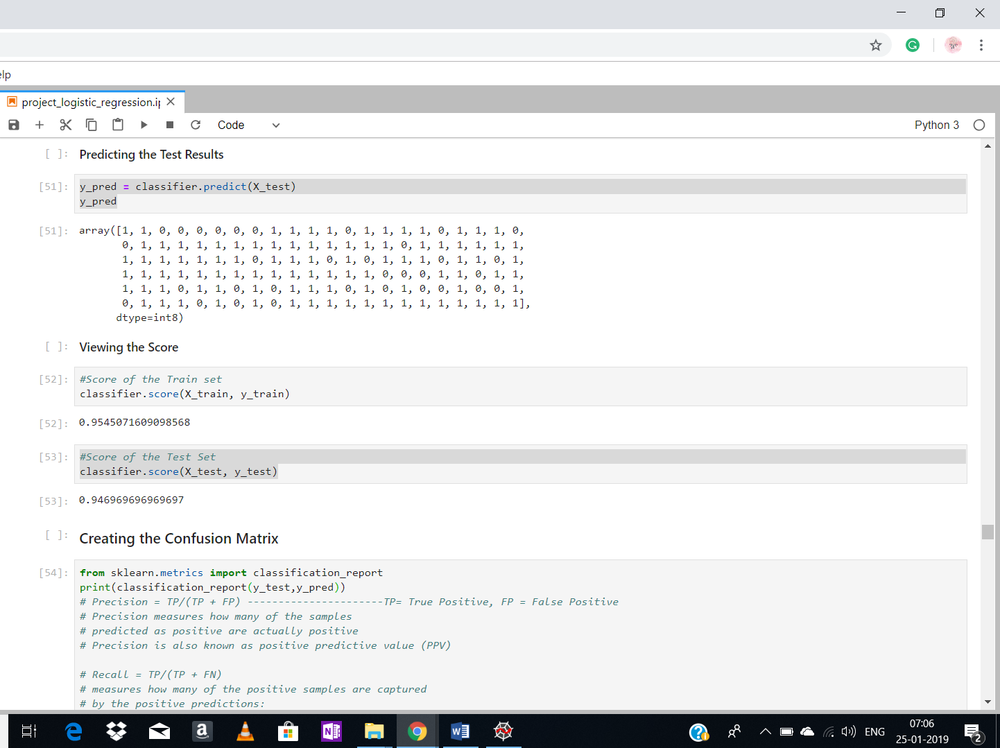 elp
project_logistic_regression.ip
Code
Python 3
[ ]: Predicting the Test Results
[51]: y_pred = classifier.predict(X_test)
y_pred
[51]: array([1, 1, 0, 0, 0, 0, 0, 0, 1, 1, 1, 1, 0, 1, 1, 1, 1, 0, 1, 1, 1, 0,
0, 1, 1, 1, 1, 1, 1, 1, 1, 1, 1, 1, 1, 1, 1, 0, 1, 1, 1, 1, 1, 1,
1, 1, 1, 1, 1, 1, 1, 0, 1, 1, 1, 0, 1, 0, 1, 1, 1, 0, 1, 1, 0, 1,
1, 1, 1, 1, 1, 1, 1, 1, 1, 1, 1, 1, 1, 1, 0, 0, 0, 1, 1, 0, 1, 1,
1, 1, 1, 0, 1, 1, 0, 1, 0, 1, 1, 1, 0, 1, 0, 1, 0, 0, 1, 0, 0, 1,
0, 1, 1, 1, 0, 1, 0, 1, 0, 1, 1, 1, 1, 1, 1, 1, 1, 1, 1, 1, 1, 1],
dtype=int8)
[ ]: Viewing the Score
[52]: #Score of the Train set
classifier.score(X_train, y_train)
[52]: 0.9545071609098568
[53]: #Score of the Test Set
classifier.score(X_test, y_test)
[53]: 0.946969696969697
[ ]: Creating the Confusion Matrix
[54]: from sklearn.metrics import classification_report
print(classification_report(y_test,y_pred))
# Precision = TP/(TP + FP) ----------------------TP= True Positive, FP = False Positive
# Precision measures how many of the samples
# predicted as positive are actually positive
# Precision is also known as positive predictive value (PPV)
# Recall = TP/(TP + FN)
# measures how many of the positive samples are captured
# by the positive predictions:
ENG
07:06
25-01-2019
2